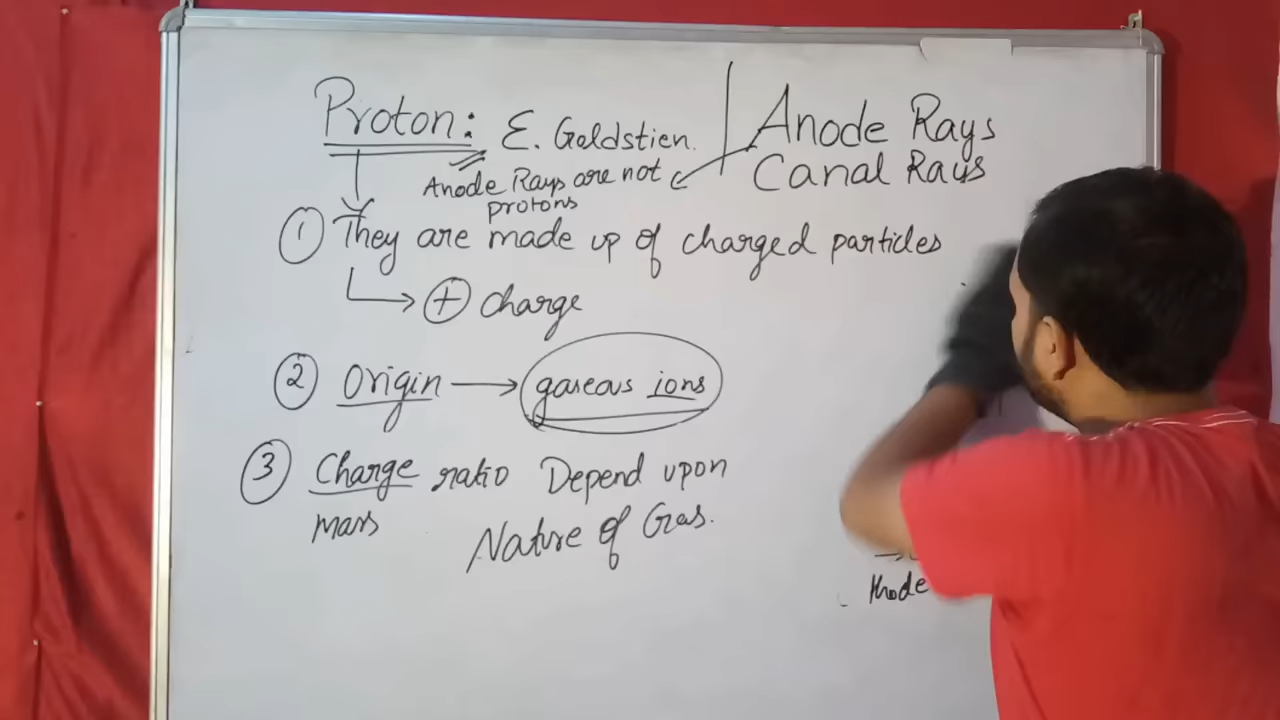 Proton: E. Goldstien.
Anode Rays
Canal Rays
Anode Rays are not
protons
① They are made up of charged particles
→ ⊕ charge
② Origin → gaseous ions
③ Charge ratio Depend upon
mass
Nature of Gas.